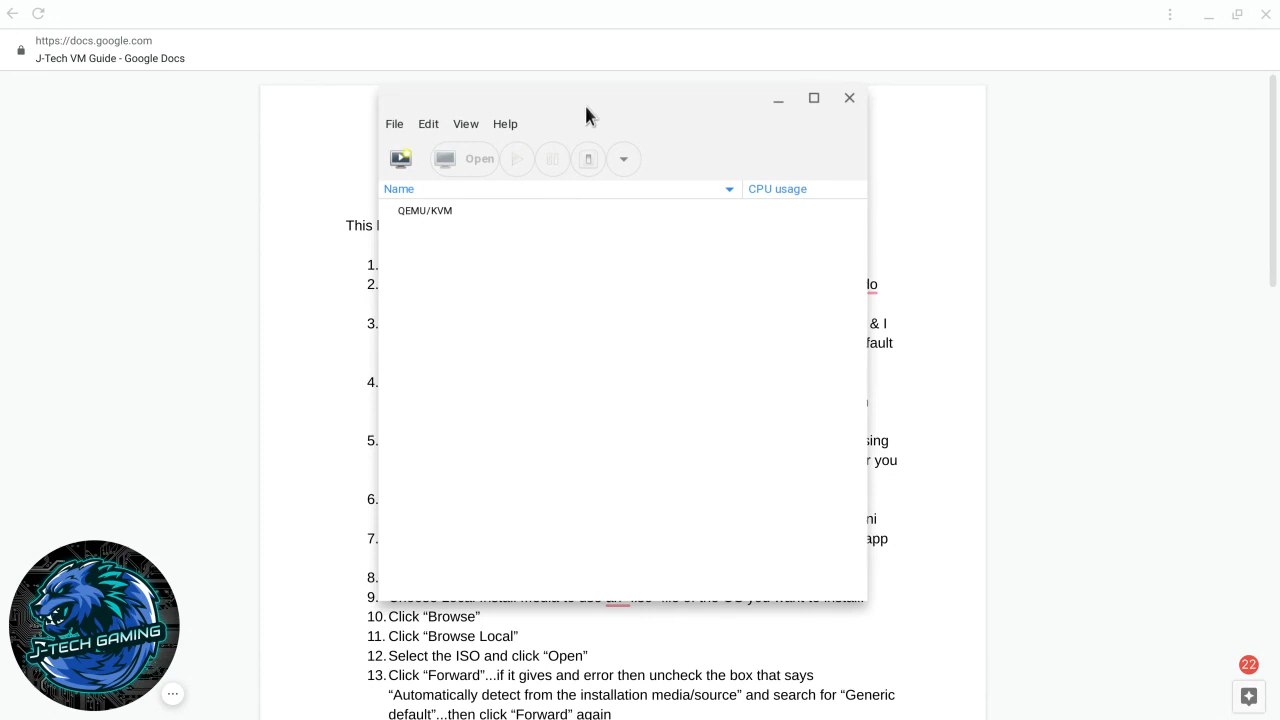 https://docs.google.com
J-Tech VM Guide - Google Docs
File Edit View Help
Open
Name CPU usage
QEMU/KVM
This
1.
2.
3. & I
4.
5.
you
6.
7. app
8.
9.
10. Click “Browse”
11. Click “Browse Local”
12. Select the ISO and click “Open”
13. Click “Forward”...if it gives and error then uncheck the box that says
“Automatically detect from the installation media/source” and search for “Generic
default”...then click “Forward” again
J-TECH GAMING
22